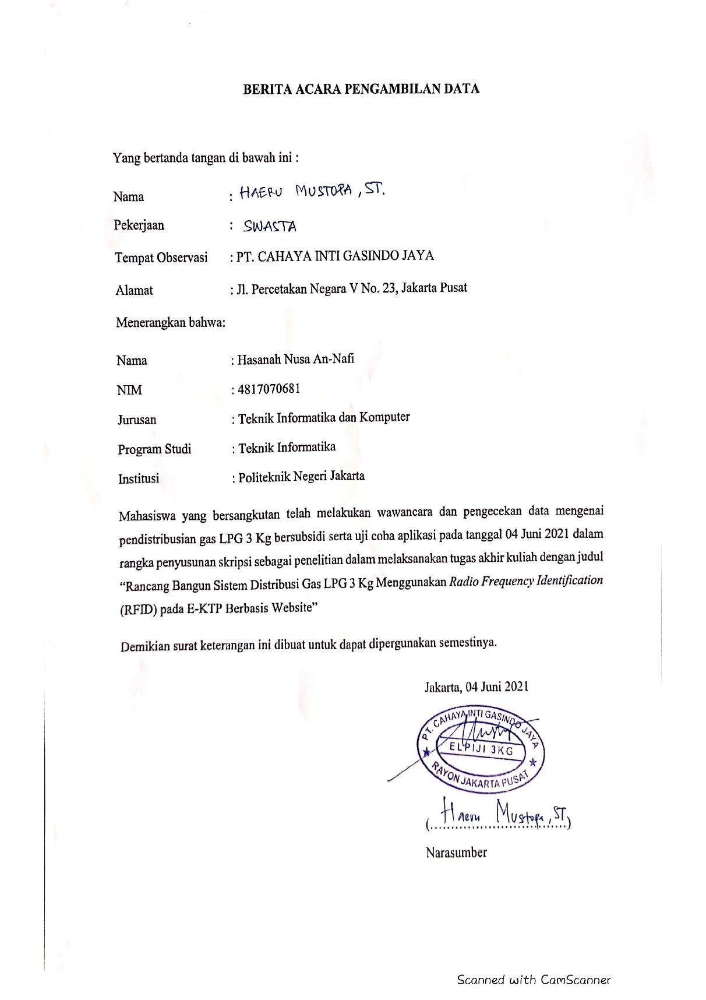 BERITA ACARA PENGAMBILAN DATA
Yang bertanda tangan di bawah ini :
Nama : HAERU MUSTOPA, ST.
Pekerjaan : SWASTA
Tempat Observasi : PT. CAHAYA INTI GASINDO JAYA
Alamat : Jl. Percetakan Negara V No. 23, Jakarta Pusat
Menerangkan bahwa:
Nama : Hasanah Nusa An-Nafi
NIM : 4817070681
Jurusan : Teknik Informatika dan Komputer
Program Studi : Teknik Informatika
Institusi : Politeknik Negeri Jakarta
Mahasiswa yang bersangkutan telah melakukan wawancara dan pengecekan data mengenai
pendistribusian gas LPG 3 Kg bersubsidi serta uji coba aplikasi pada tanggal 04 Juni 2021 dalam
rangka penyusunan skripsi sebagai penelitian dalam melaksanakan tugas akhir kuliah dengan judul
“Rancang Bangun Sistem Distribusi Gas LPG 3 Kg Menggunakan Radio Frequency Identification
(RFID) pada E-KTP Berbasis Website”
Demikian surat keterangan ini dibuat untuk dapat dipergunakan semestinya.
Jakarta, 04 Juni 2021
PT. CAHAYA INTI GASINDO JAYA
ELPIJI 3KG
RAYON JAKARTA PUSAT
(Haeru Mustopa, ST)
Narasumber
Scanned with CamScanner